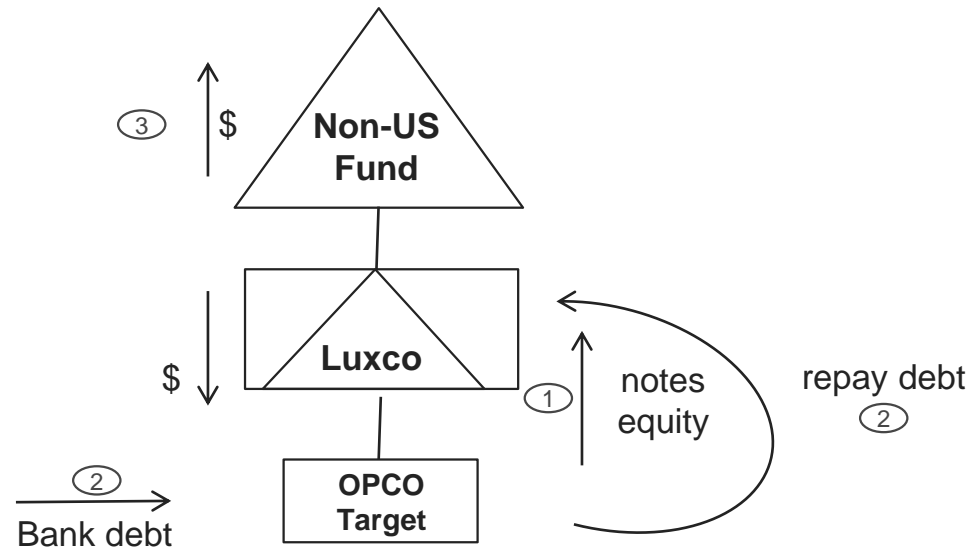 3
$
Non-US
Fund
$
Luxco
1
notes
equity
repay debt
2
2
Bank debt
OPCO
Target